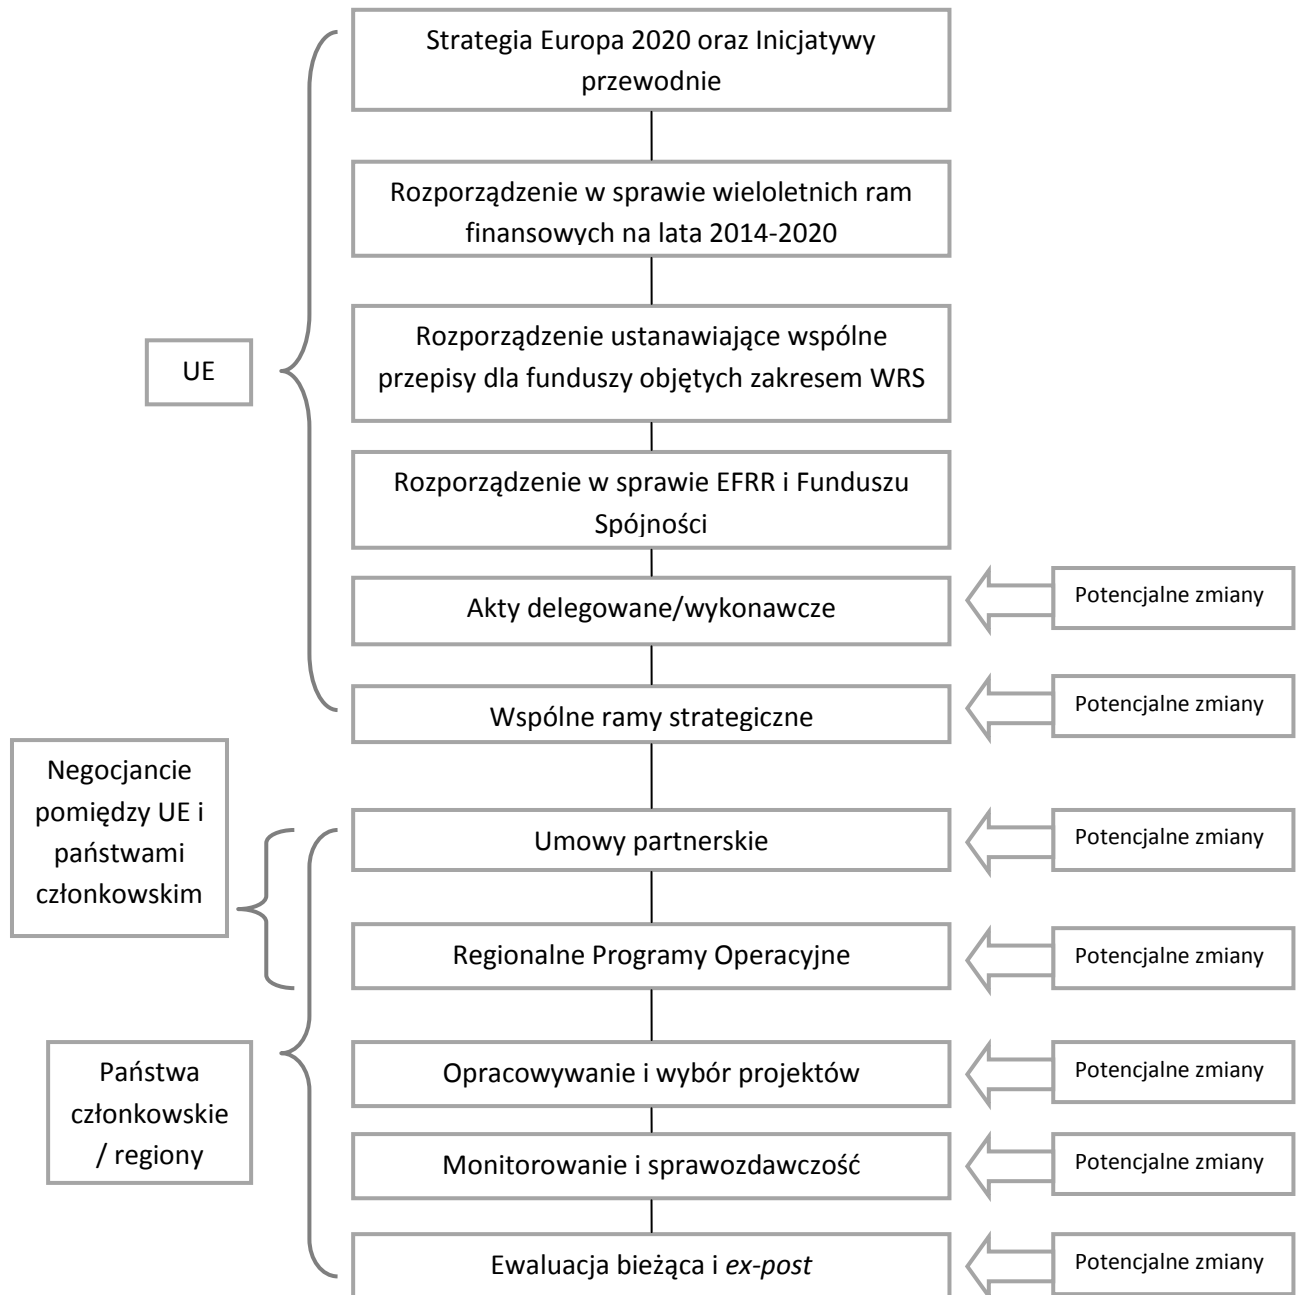 Strategia Europa 2020 oraz Inicjatywy
przewodnie
Rozporządzenie w sprawie wieloletnich ram
finansowych na lata 2014-2020
Rozporządzenie ustanawiające wspólne
przepisy dla funduszy objętych zakresem WRS
UE
Rozporządzenie w sprawie EFRR i Funduszu
Spójności
Akty delegowane/wykonawcze
Potencjalne zmiany
Wspólne ramy strategiczne
Potencjalne zmiany
Negocjancie
pomiędzy UE i
państwami
członkowskim
Umowy partnerskie
Potencjalne zmiany
Regionalne Programy Operacyjne
Potencjalne zmiany
Państwa
członkowskie
/ regiony
Opracowywanie i wybór projektów
Potencjalne zmiany
Monitorowanie i sprawozdawczość
Potencjalne zmiany
Ewaluacja bieżąca i ex-post
Potencjalne zmiany